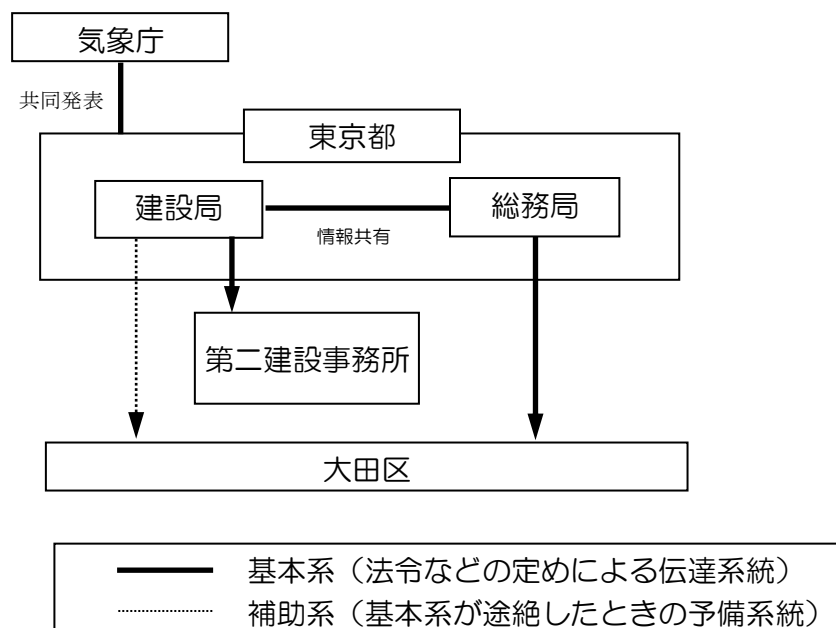 気象庁
共同発表
東京都
建設局
総務局
情報共有
第二建設事務所
大田区
基本系（法令などの定めによる伝達系統）
補助系（基本系が途絶したときの予備系統）